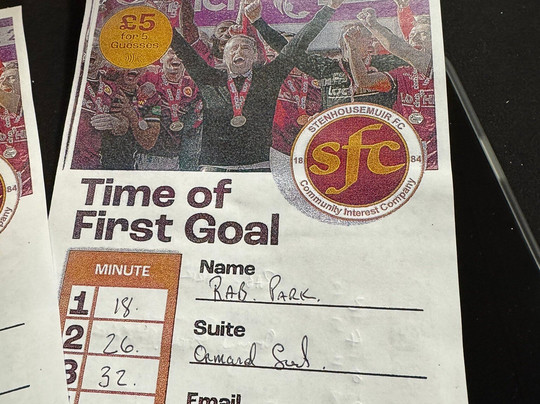 £5
for 5
Guesses
STENHOUSEMUIR FC
18 84
sfc
Community Interest Company
84
Time of
First Goal
MINUTE
1 18.
2 26.
3 32.
Name
RAB. PARK.
Suite
Email